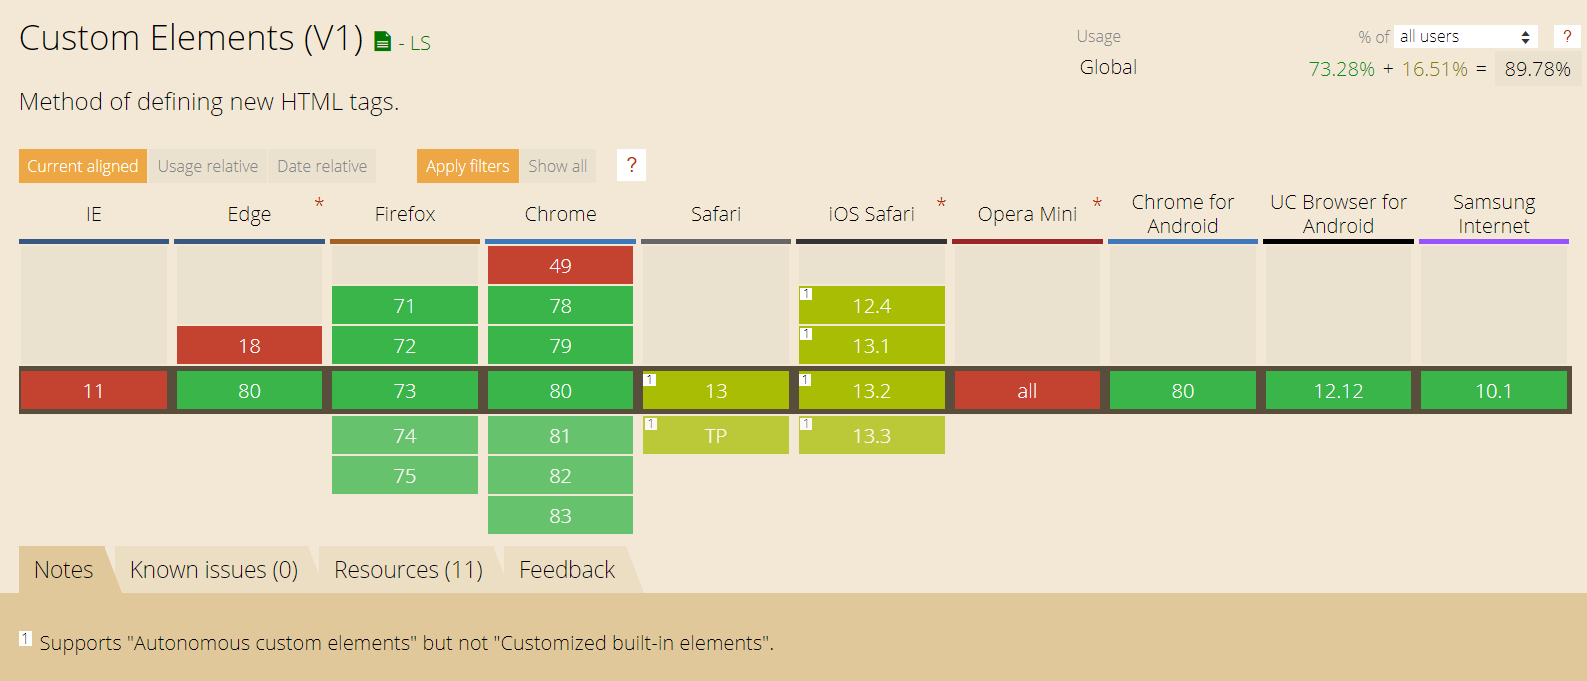 Custom Elements (V1) - LS
Usage % of all users ?
Global 73.28% + 16.51% = 89.78%
Method of defining new HTML tags.
Current aligned Usage relative Date relative Apply filters Show all ?
IE Edge * Firefox Chrome Safari iOS Safari * Opera Mini * Chrome for Android UC Browser for Android Samsung Internet
49
71 78 1 12.4
18 72 79 1 13.1
11 80 73 80 1 13 1 13.2 all 80 12.12 10.1
74 81 1 TP 1 13.3
75 82
83
Notes Known issues (0) Resources (11) Feedback
1 Supports "Autonomous custom elements" but not "Customized built-in elements".